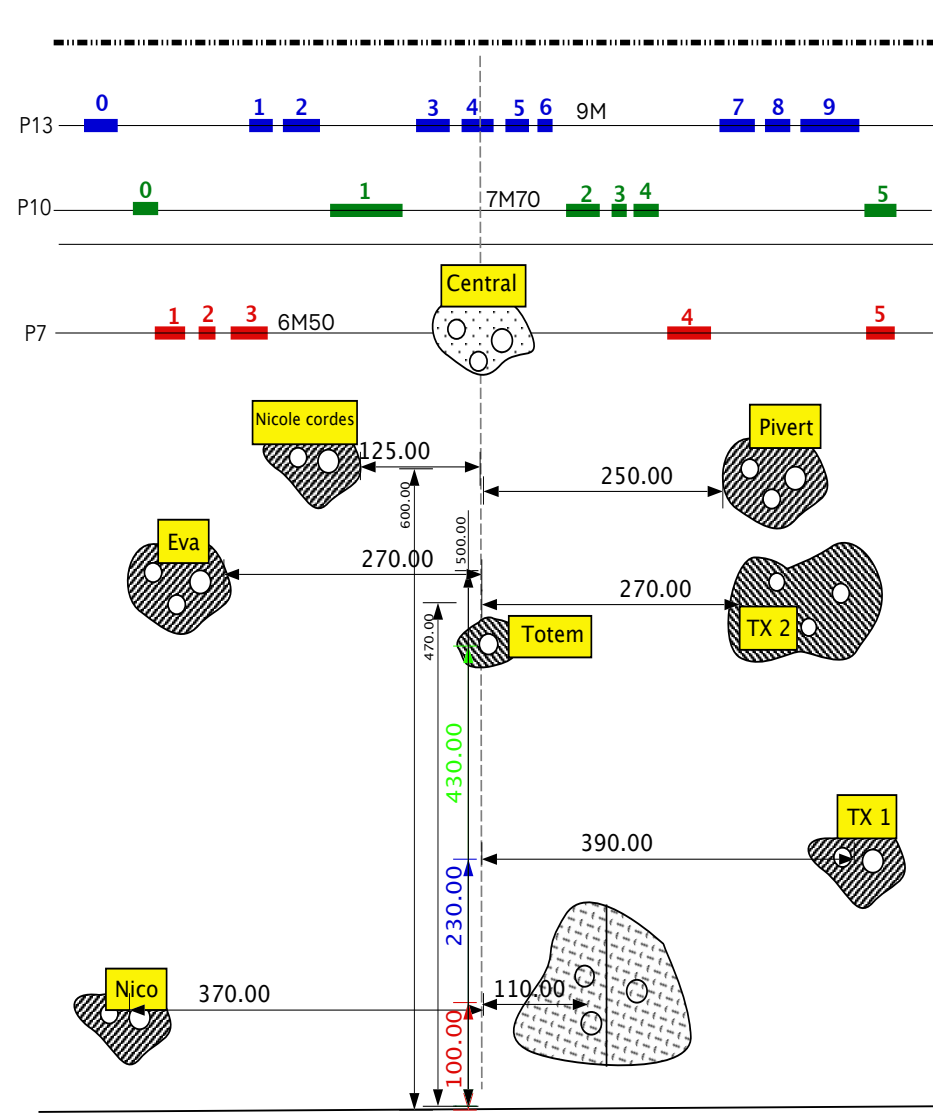 0 1 2 3 4 5 6 9M 7 8 9
P13
0 1 7M70 2 3 4 5
P10
Central
1 2 3 6M50 4 5
P7
Nicole cordes
Pivert
125.00
250.00
600.00
500.00
Eva
270.00
270.00
470.00
Totem
TX 2
430.00
TX 1
390.00
230.00
Nico
370.00
110.00
100.00